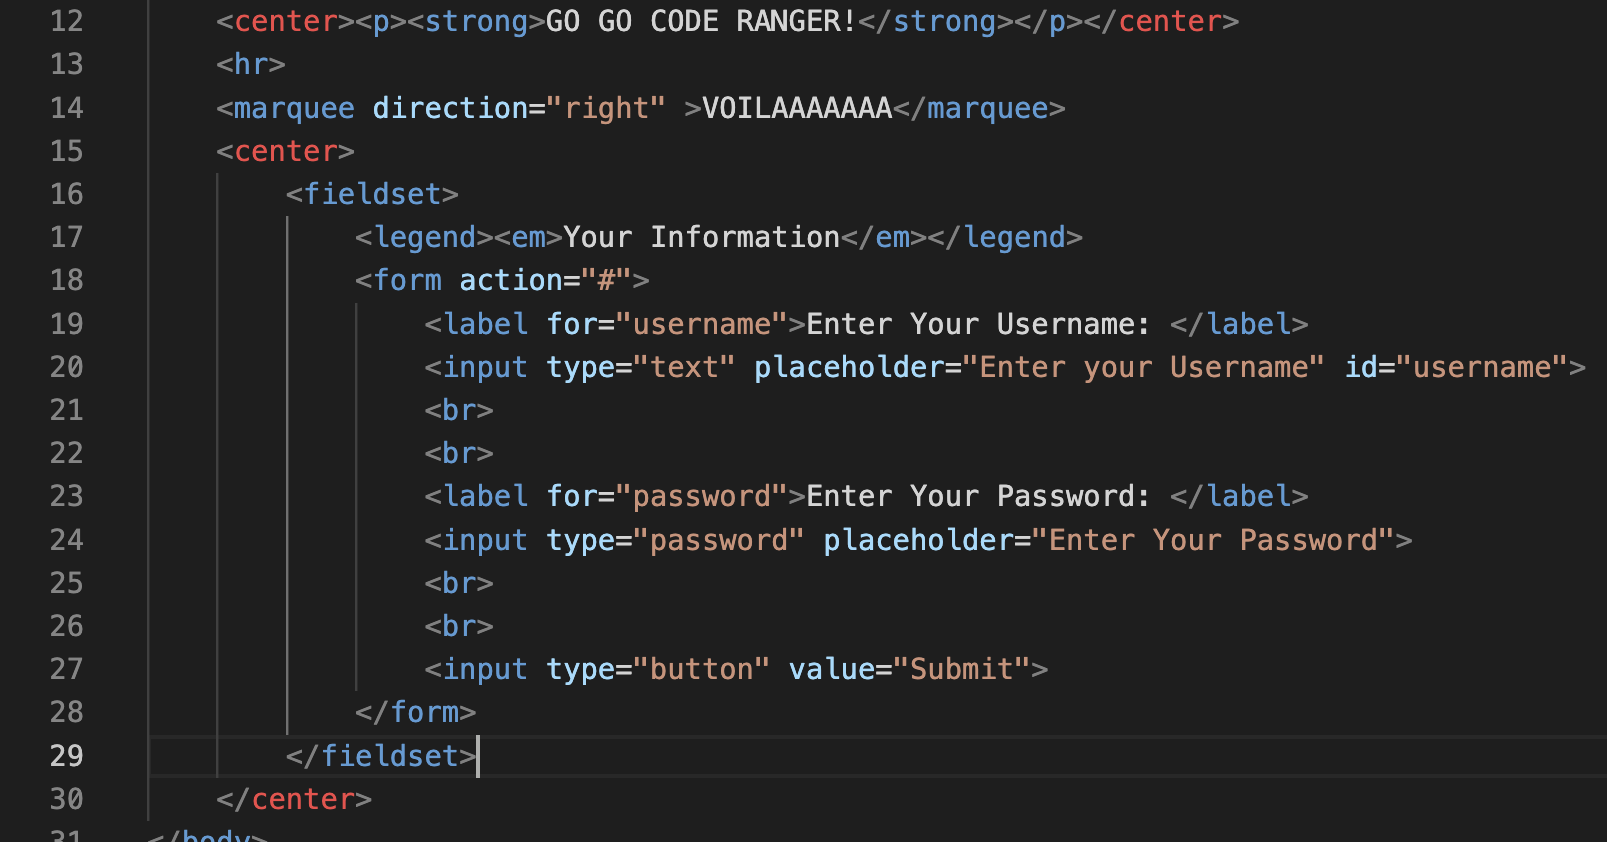 12 <center><p><strong>GO GO CODE RANGER!</strong></p></center>
13 <hr>
14 <marquee direction="right" >VOILAAAAAAA</marquee>
15 <center>
16 <fieldset>
17 <legend><em>Your Information</em></legend>
18 <form action="#">
19 <label for="username">Enter Your Username: </label>
20 <input type="text" placeholder="Enter your Username" id="username">
21 <br>
22 <br>
23 <label for="password">Enter Your Password: </label>
24 <input type="password" placeholder="Enter Your Password">
25 <br>
26 <br>
27 <input type="button" value="Submit">
28 </form>
29 </fieldset>
30 </center>
31 </body>